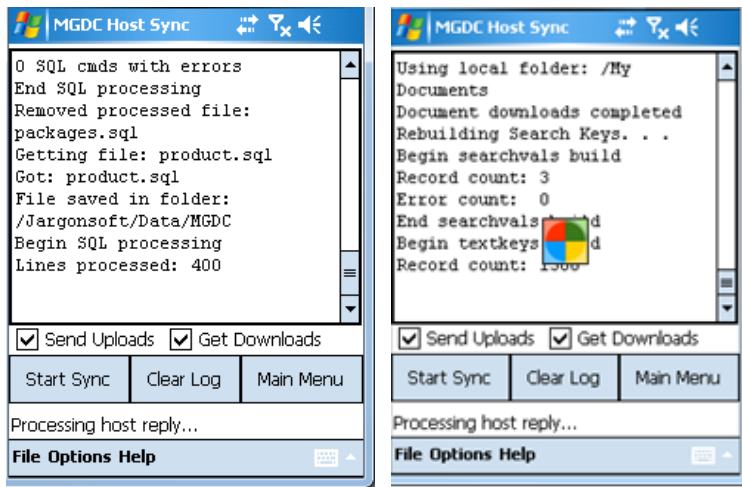 MGDC Host Sync
0 SQL cmds with errors
End SQL processing
Removed processed file:
packages.sql
Getting file: product.sql
Got: product.sql
File saved in folder:
/Jargonsoft/Data/MGDC
Begin SQL processing
Lines processed: 400
Send Uploads Get Downloads
Start Sync Clear Log Main Menu
Processing host reply...
File Options Help
MGDC Host Sync
Using local folder: /My
Documents
Document downloads completed
Rebuilding Search Keys. . .
Begin searchvals build
Record count: 3
Error count: 0
End searchvals
Begin textkeys
Record count:
Send Uploads Get Downloads
Start Sync Clear Log Main Menu
Processing host reply...
File Options Help